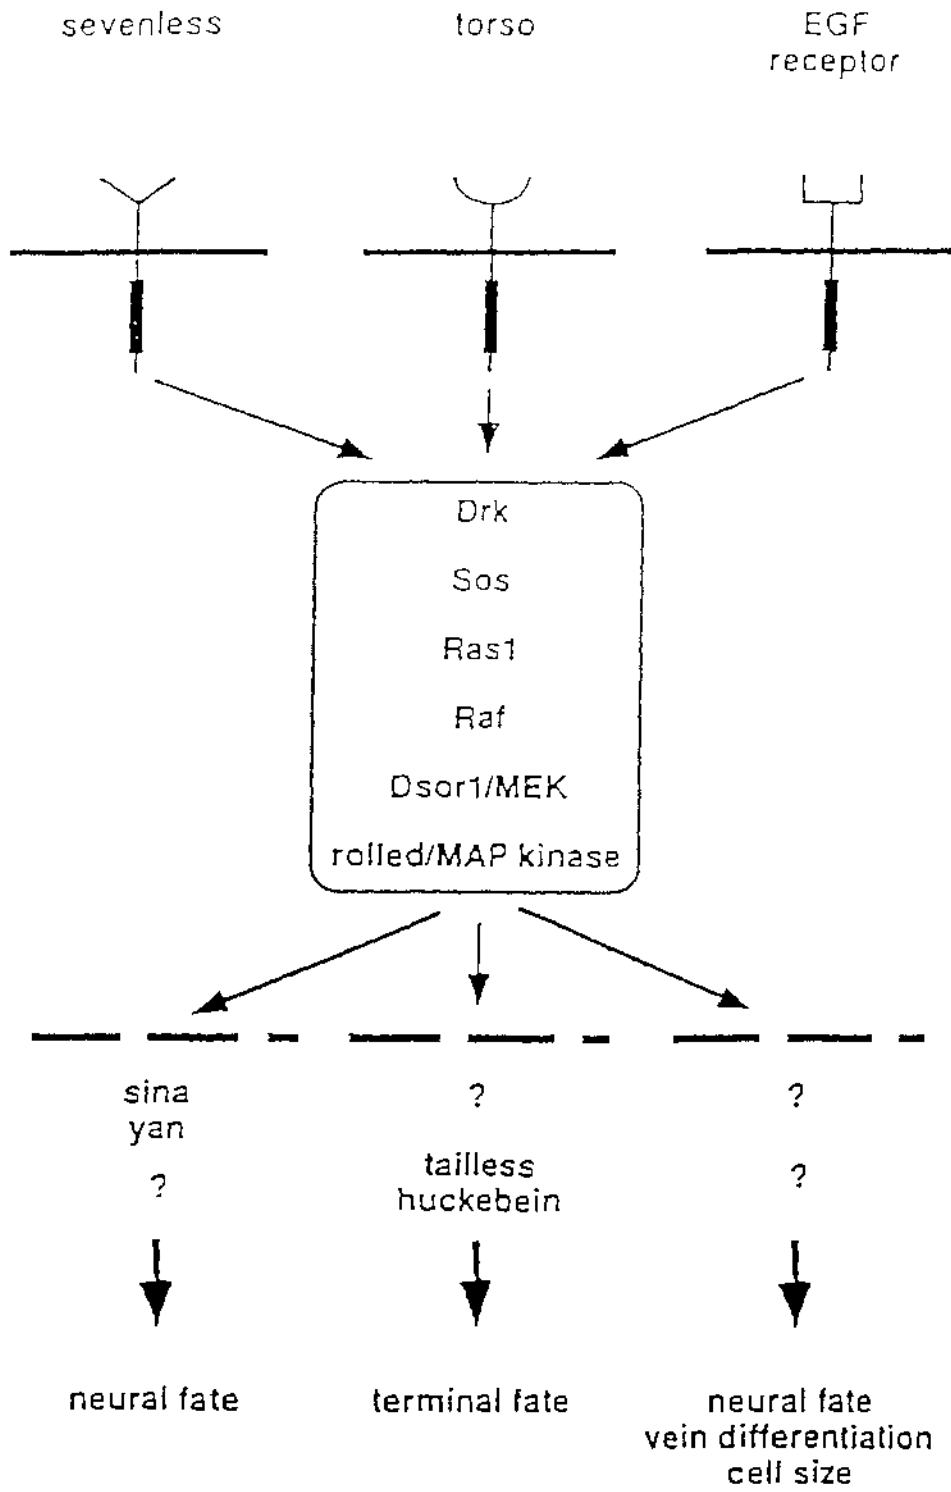 sevenless
torso
EGF
receptor
Drk
Sos
Ras1
Raf
Dsor1/MEK
rolled/MAP kinase
sina
yan
?
?
tailless
huckebein
?
?
neural fate
terminal fate
neural fate
vein differentiation
cell size